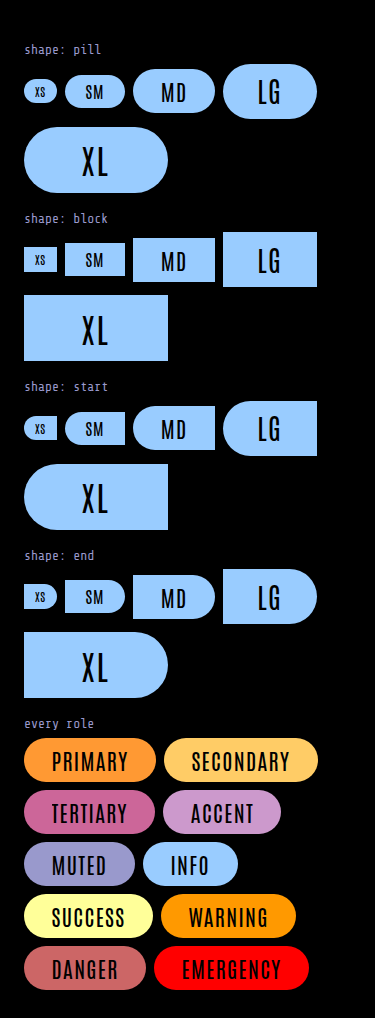 shape: pill
XS SM MD LG
XL
shape: block
XS SM MD LG
XL
shape: start
XS SM MD LG
XL
shape: end
XS SM MD LG
XL
every role
PRIMARY SECONDARY
TERTIARY ACCENT
MUTED INFO
SUCCESS WARNING
DANGER EMERGENCY